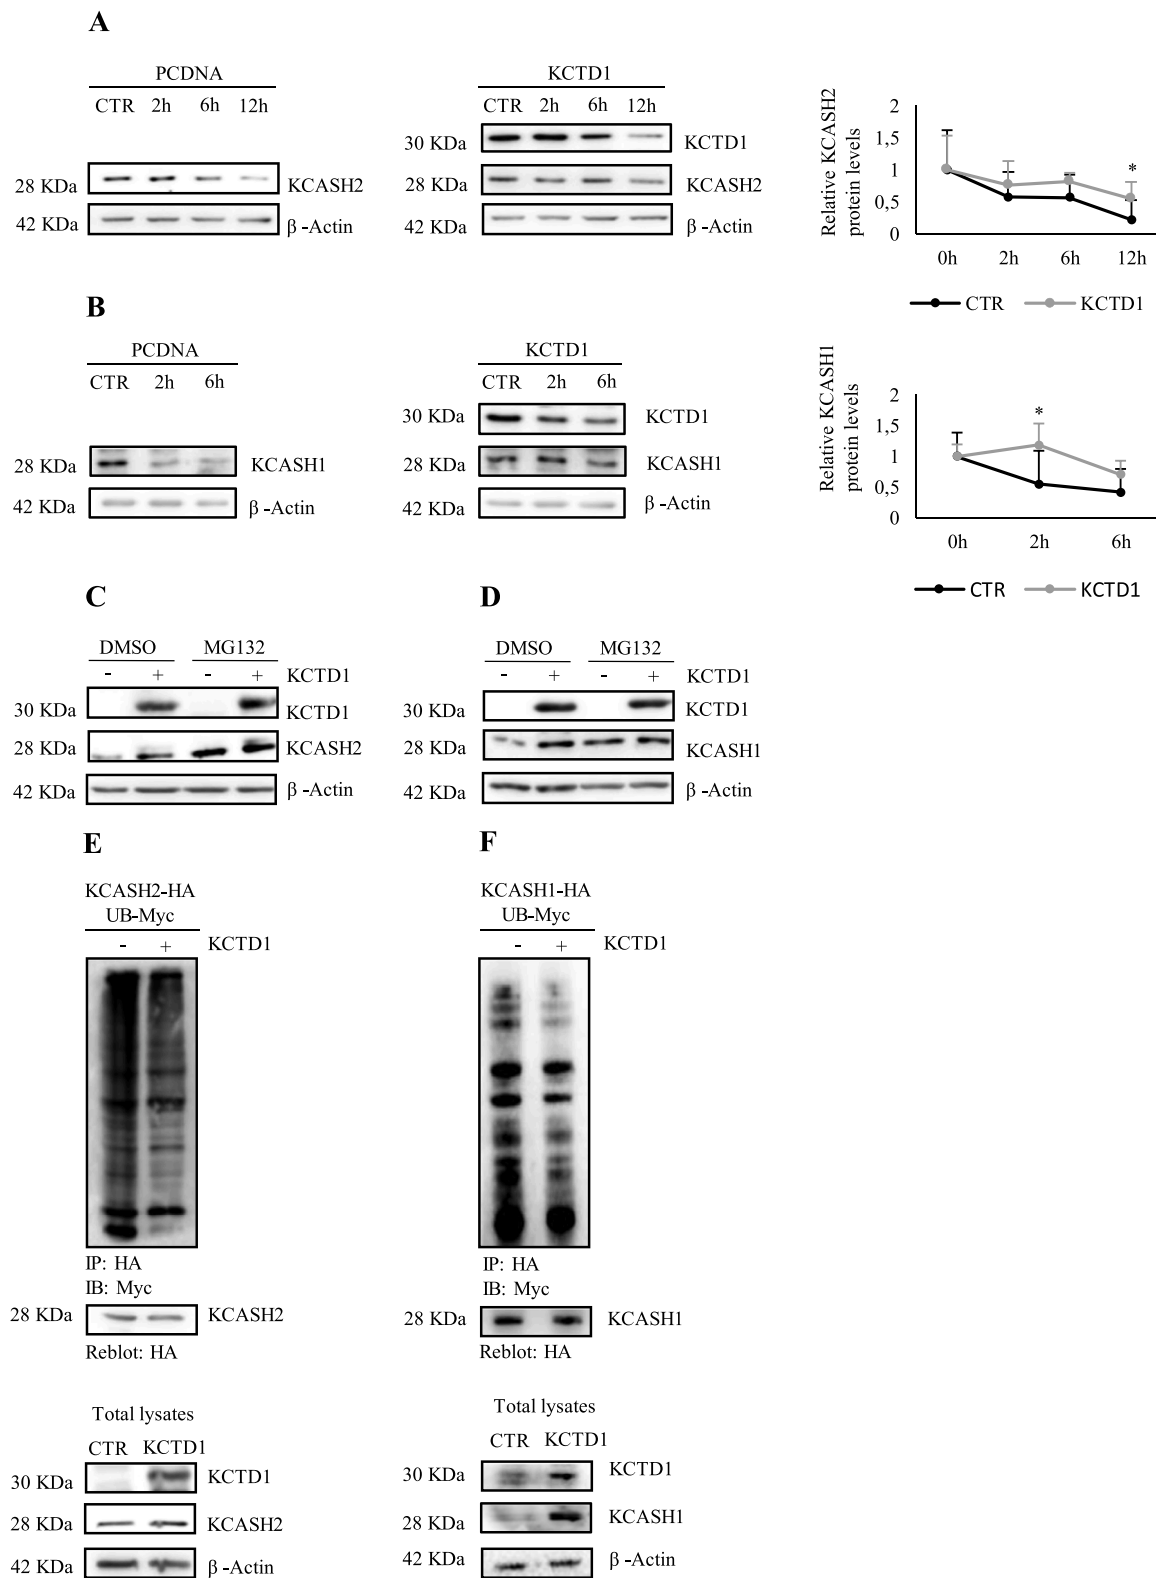 A
PCDNA
CTR 2h 6h 12h
28 KDa KCASH2
42 KDa β -Actin
KCTD1
CTR 2h 6h 12h
30 KDa KCTD1
28 KDa KCASH2
42 KDa β -Actin
Relative KCASH2
protein levels
2
1,5
1
0,5
0
*
0h 2h 6h 12h
CTR KCTD1
B
PCDNA
CTR 2h 6h
28 KDa KCASH1
42 KDa β -Actin
KCTD1
CTR 2h 6h
30 KDa KCTD1
28 KDa KCASH1
42 KDa β -Actin
Relative KCASH1
protein levels
2
1,5
1
0,5
0
*
0h 2h 6h
CTR KCTD1
C
DMSO MG132
- + - + KCTD1
30 KDa KCTD1
28 KDa KCASH2
42 KDa β -Actin
D
DMSO MG132
- + - + KCTD1
30 KDa KCTD1
28 KDa KCASH1
42 KDa β -Actin
E
KCASH2-HA
UB-Myc
- + KCTD1
IP: HA
IB: Myc
28 KDa KCASH2
Reblot: HA
Total lysates
CTR KCTD1
30 KDa KCTD1
28 KDa KCASH2
42 KDa β -Actin
F
KCASH1-HA
UB-Myc
- + KCTD1
IP: HA
IB: Myc
28 KDa KCASH1
Reblot: HA
Total lysates
CTR KCTD1
30 KDa KCTD1
28 KDa KCASH1
42 KDa β -Actin